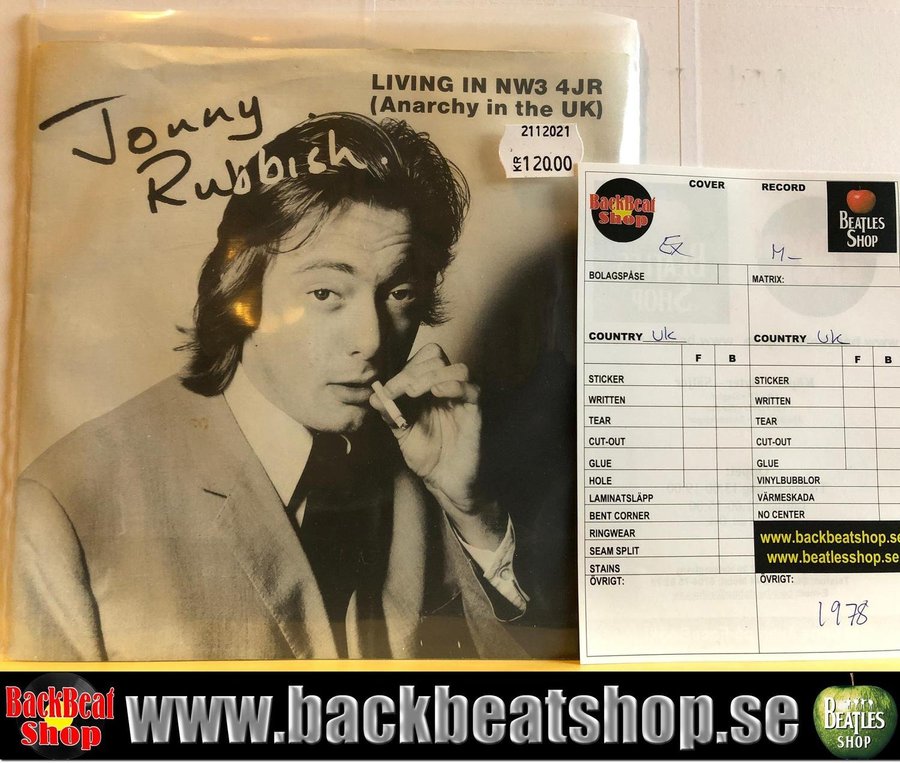 LIVING IN NW3 4JR
(Anarchy in the UK)
Jonny
Rubbish.
2112021
KR120.00
BackBeat
Shop
COVER
RECORD
BEATLES
SHOP
EX
M-
BOLAGSPÅSE
MATRIX:
COUNTRY UK
COUNTRY UK
F B
F B
STICKER
STICKER
WRITTEN
WRITTEN
TEAR
TEAR
CUT-OUT
CUT-OUT
GLUE
GLUE
HOLE
VINYLBUBBLOR
LAMINATSLÄPP
VÄRMESKADA
BENT CORNER
NO CENTER
RINGWEAR
www.backbeatshop.se
SEAM SPLIT
www.beatlesshop.se
STAINS
ÖVRIGT:
ÖVRIGT:
1978
BackBeat
Shop
www.backbeatshop.se
BEATLES
SHOP